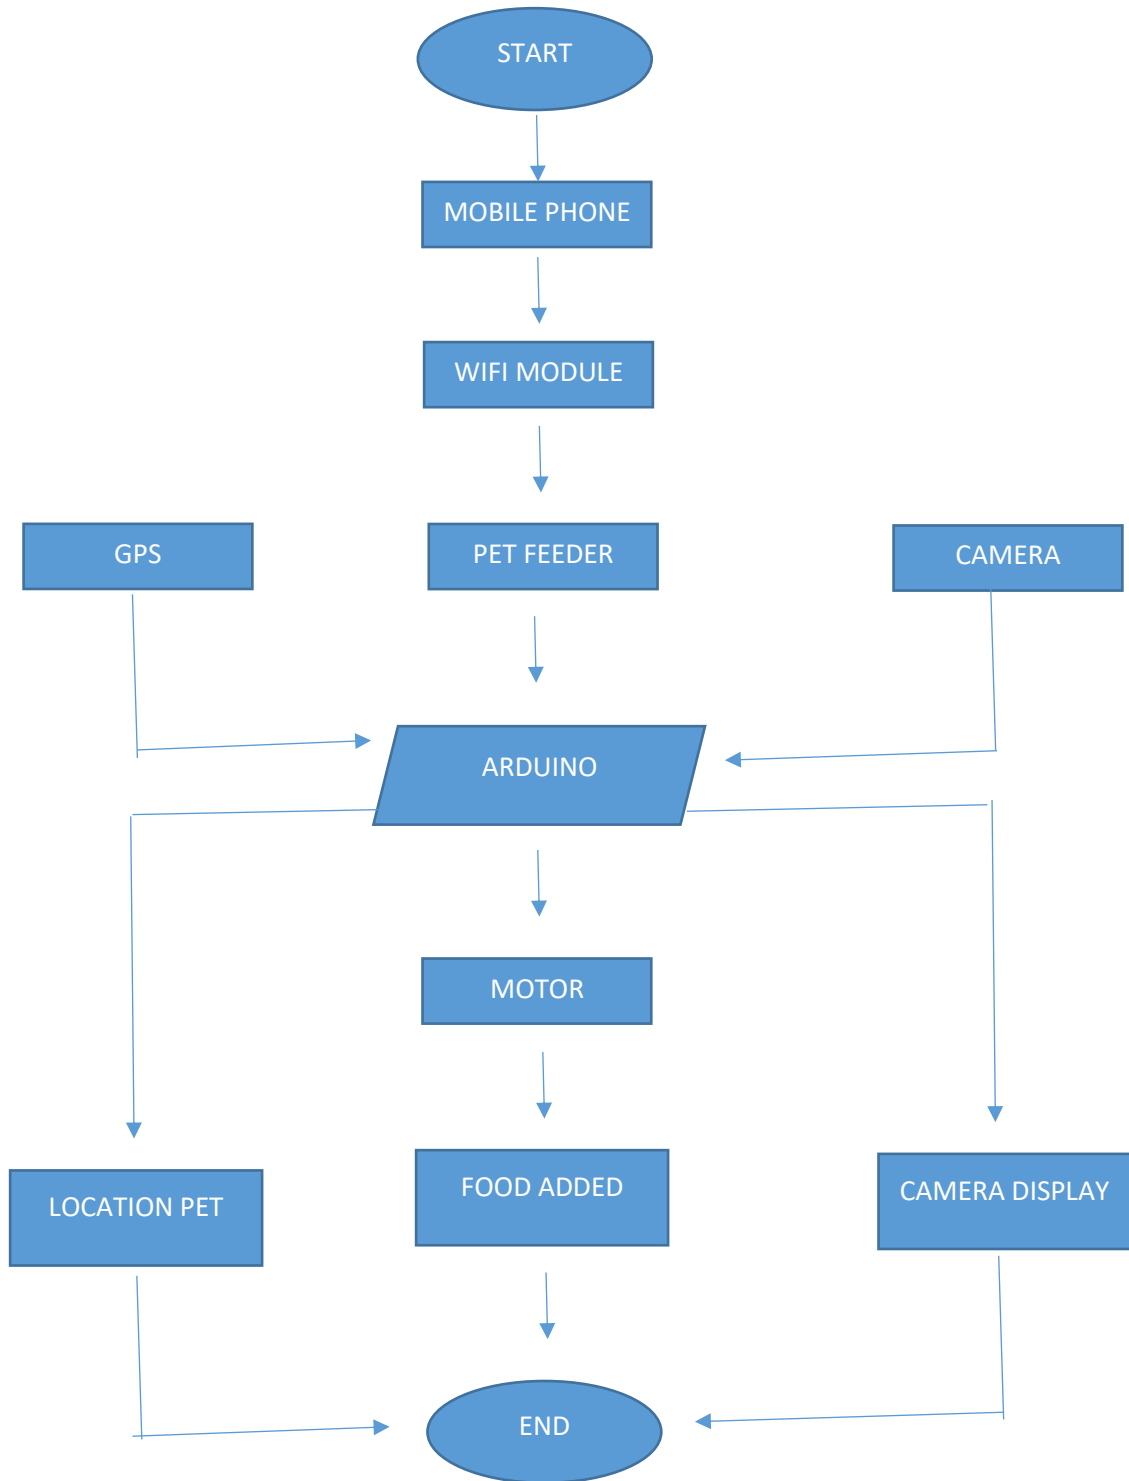 START
MOBILE PHONE
WIFI MODULE
GPS
PET FEEDER
CAMERA
ARDUINO
MOTOR
LOCATION PET
FOOD ADDED
CAMERA DISPLAY
END